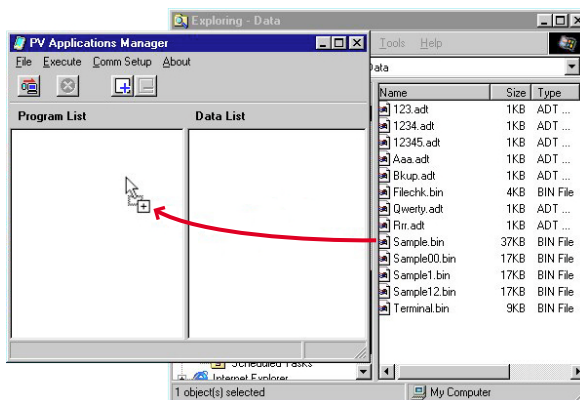 Exploring - Data
PV Applications Manager
Tools Help
File Execute Comm Setup About
Data
Program List Data List
Name Size Type
123.adt 1KB ADT ...
1234.adt 1KB ADT ...
12345.adt 1KB ADT ...
Aaa.adt 1KB ADT ...
Bkup.adt 1KB ADT ...
Filechk.bin 4KB BIN File
Qwerty.adt 1KB ADT ...
Rrr.adt 1KB ADT ...
Sample.bin 37KB BIN File
Sample00.bin 17KB BIN File
Sample1.bin 17KB BIN File
Sample12.bin 17KB BIN File
Terminal.bin 9KB BIN File
Scheduled Tasks
Internet Explorer
1 object(s) selected My Computer